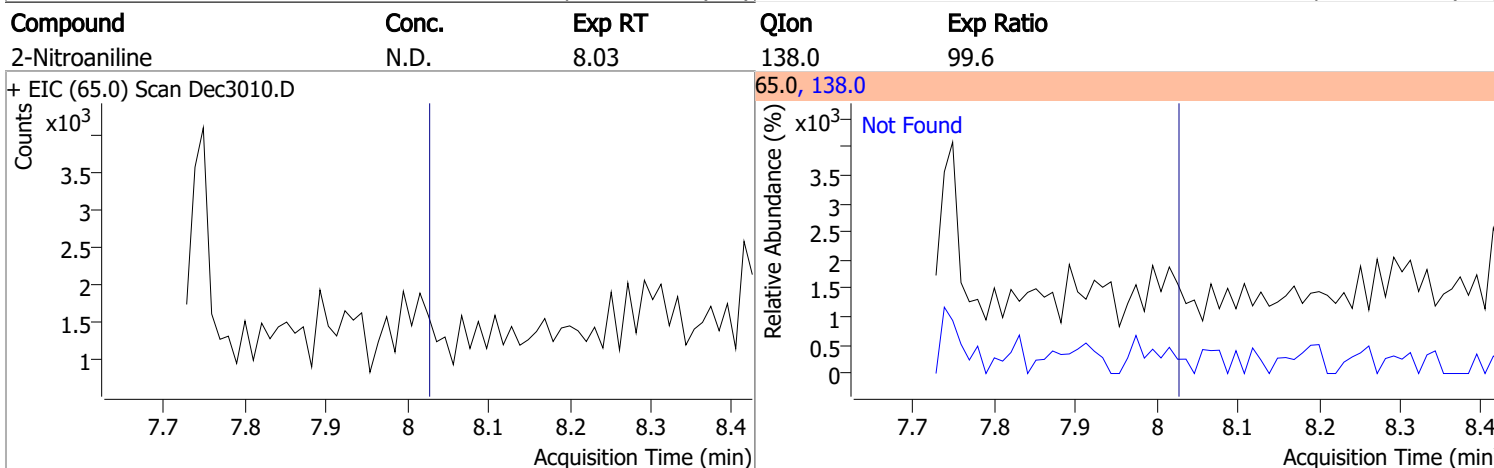 Compound Conc. Exp RT QIon Exp Ratio
2-Nitroaniline N.D. 8.03 138.0 99.6
+ EIC (65.0) Scan Dec3010.D
Counts
x10³
3.5
3
2.5
2
1.5
1
7.7 7.8 7.9 8 8.1 8.2 8.3 8.4
Acquisition Time (min)
65.0, 138.0
Relative Abundance (%)
x10³
Not Found
3.5
3
2.5
2
1.5
1
0.5
0
7.7 7.8 7.9 8 8.1 8.2 8.3 8.4
Acquisition Time (min